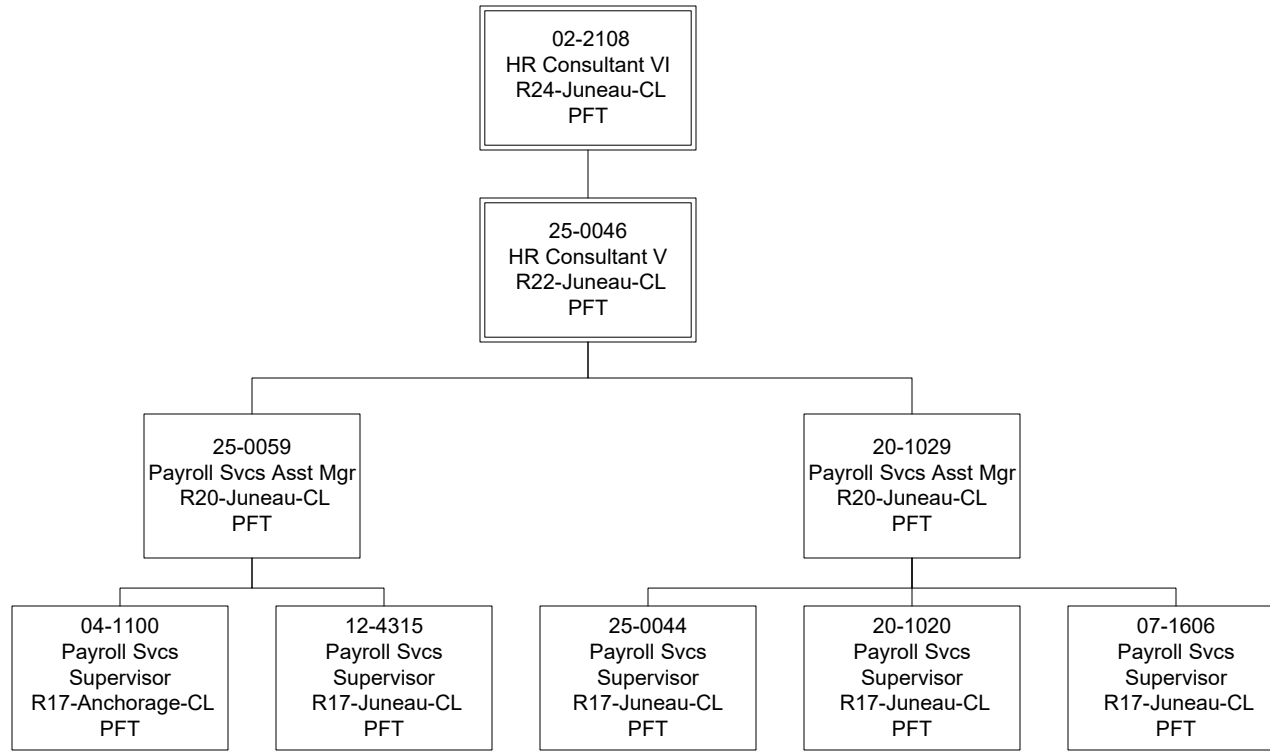 02-2108
HR Consultant VI
R24-Juneau-CL
PFT
25-0046
HR Consultant V
R22-Juneau-CL
PFT
25-0059
Payroll Svcs Asst Mgr
R20-Juneau-CL
PFT
20-1029
Payroll Svcs Asst Mgr
R20-Juneau-CL
PFT
04-1100
Payroll Svcs
Supervisor
R17-Anchorage-CL
PFT
12-4315
Payroll Svcs
Supervisor
R17-Juneau-CL
PFT
25-0044
Payroll Svcs
Supervisor
R17-Juneau-CL
PFT
20-1020
Payroll Svcs
Supervisor
R17-Juneau-CL
PFT
07-1606
Payroll Svcs
Supervisor
R17-Juneau-CL
PFT